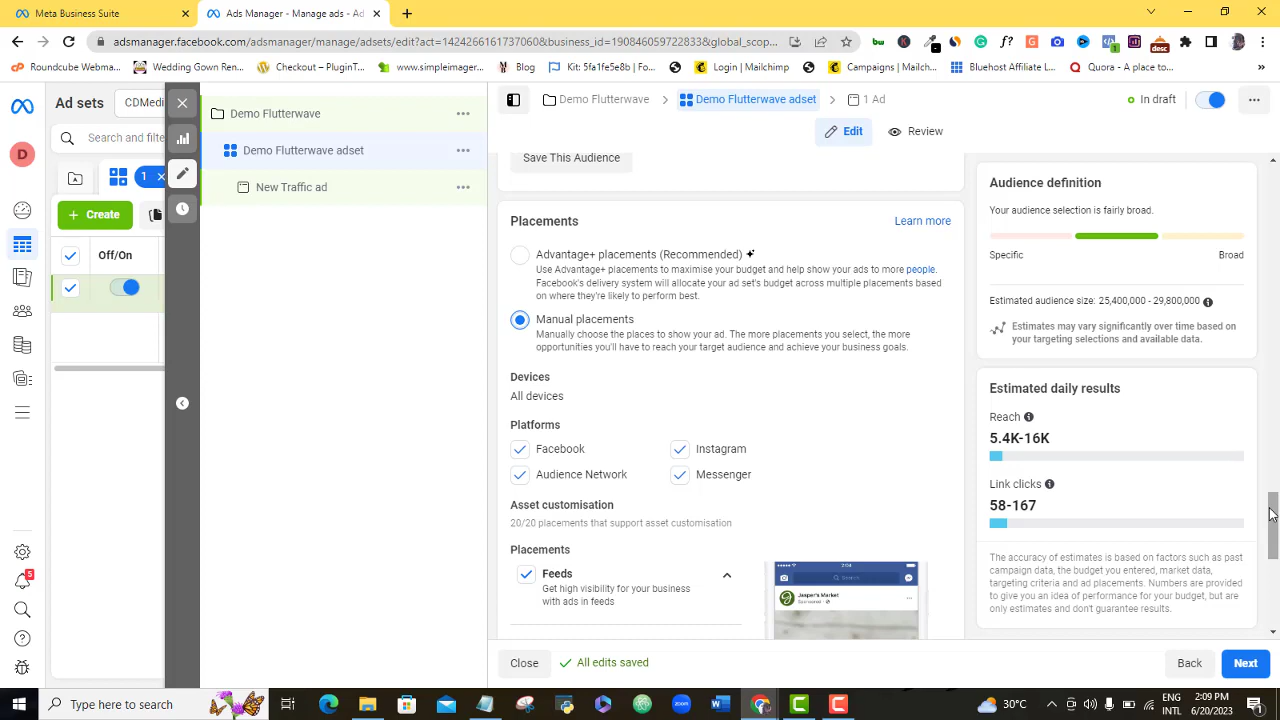 Meta Business Suite
Ads Manager - Manage ads - Ad
adsmanager.facebook.com/adsmanager/manage/adsets/edit?act=1424266161737060&business_id=190846059722833&global_scop...
Roundcube Webmail...
Wedding Gown Ren...
Checkout – PluginT...
www.simpleimager...
Blog
Kit: 5fa1fe5e8b | Fo...
Login | Mailchimp
Campaigns | Mailch...
Bluehost Affiliate L...
Quora - A place to...
»
Ad sets
CDMedi
Search and filter
1
+ Create
Off/On
D
5
Demo Flutterwave
Demo Flutterwave adset
New Traffic ad
Demo Flutterwave
Demo Flutterwave adset
1 Ad
In draft
Edit
Review
Save This Audience
Placements
Learn more
Advantage+ placements (Recommended)
Use Advantage+ placements to maximise your budget and help show your ads to more people.
Facebook's delivery system will allocate your ad set's budget across multiple placements based
on where they're likely to perform best.
Manual placements
Manually choose the places to show your ad. The more placements you select, the more
opportunities you'll have to reach your target audience and achieve your business goals.
Devices
All devices
Platforms
Facebook
Instagram
Audience Network
Messenger
Asset customisation
20/20 placements that support asset customisation
Placements
Feeds
Get high visibility for your business
with ads in feeds
2:04
Search
Jasper's Market
Sponsored
Audience definition
Your audience selection is fairly broad.
Specific
Broad
Estimated audience size: 25,400,000 - 29,800,000
Estimates may vary significantly over time based on
your targeting selections and available data.
Estimated daily results
Reach
5.4K-16K
Link clicks
58-167
The accuracy of estimates is based on factors such as past
campaign data, the budget you entered, market data,
targeting criteria and ad placements. Numbers are provided
to give you an idea of performance for your budget, but are
only estimates and don't guarantee results.
Close
All edits saved
Back
Next
Type here to search
30°C
ENG
INTL
2:09 PM
6/20/2023